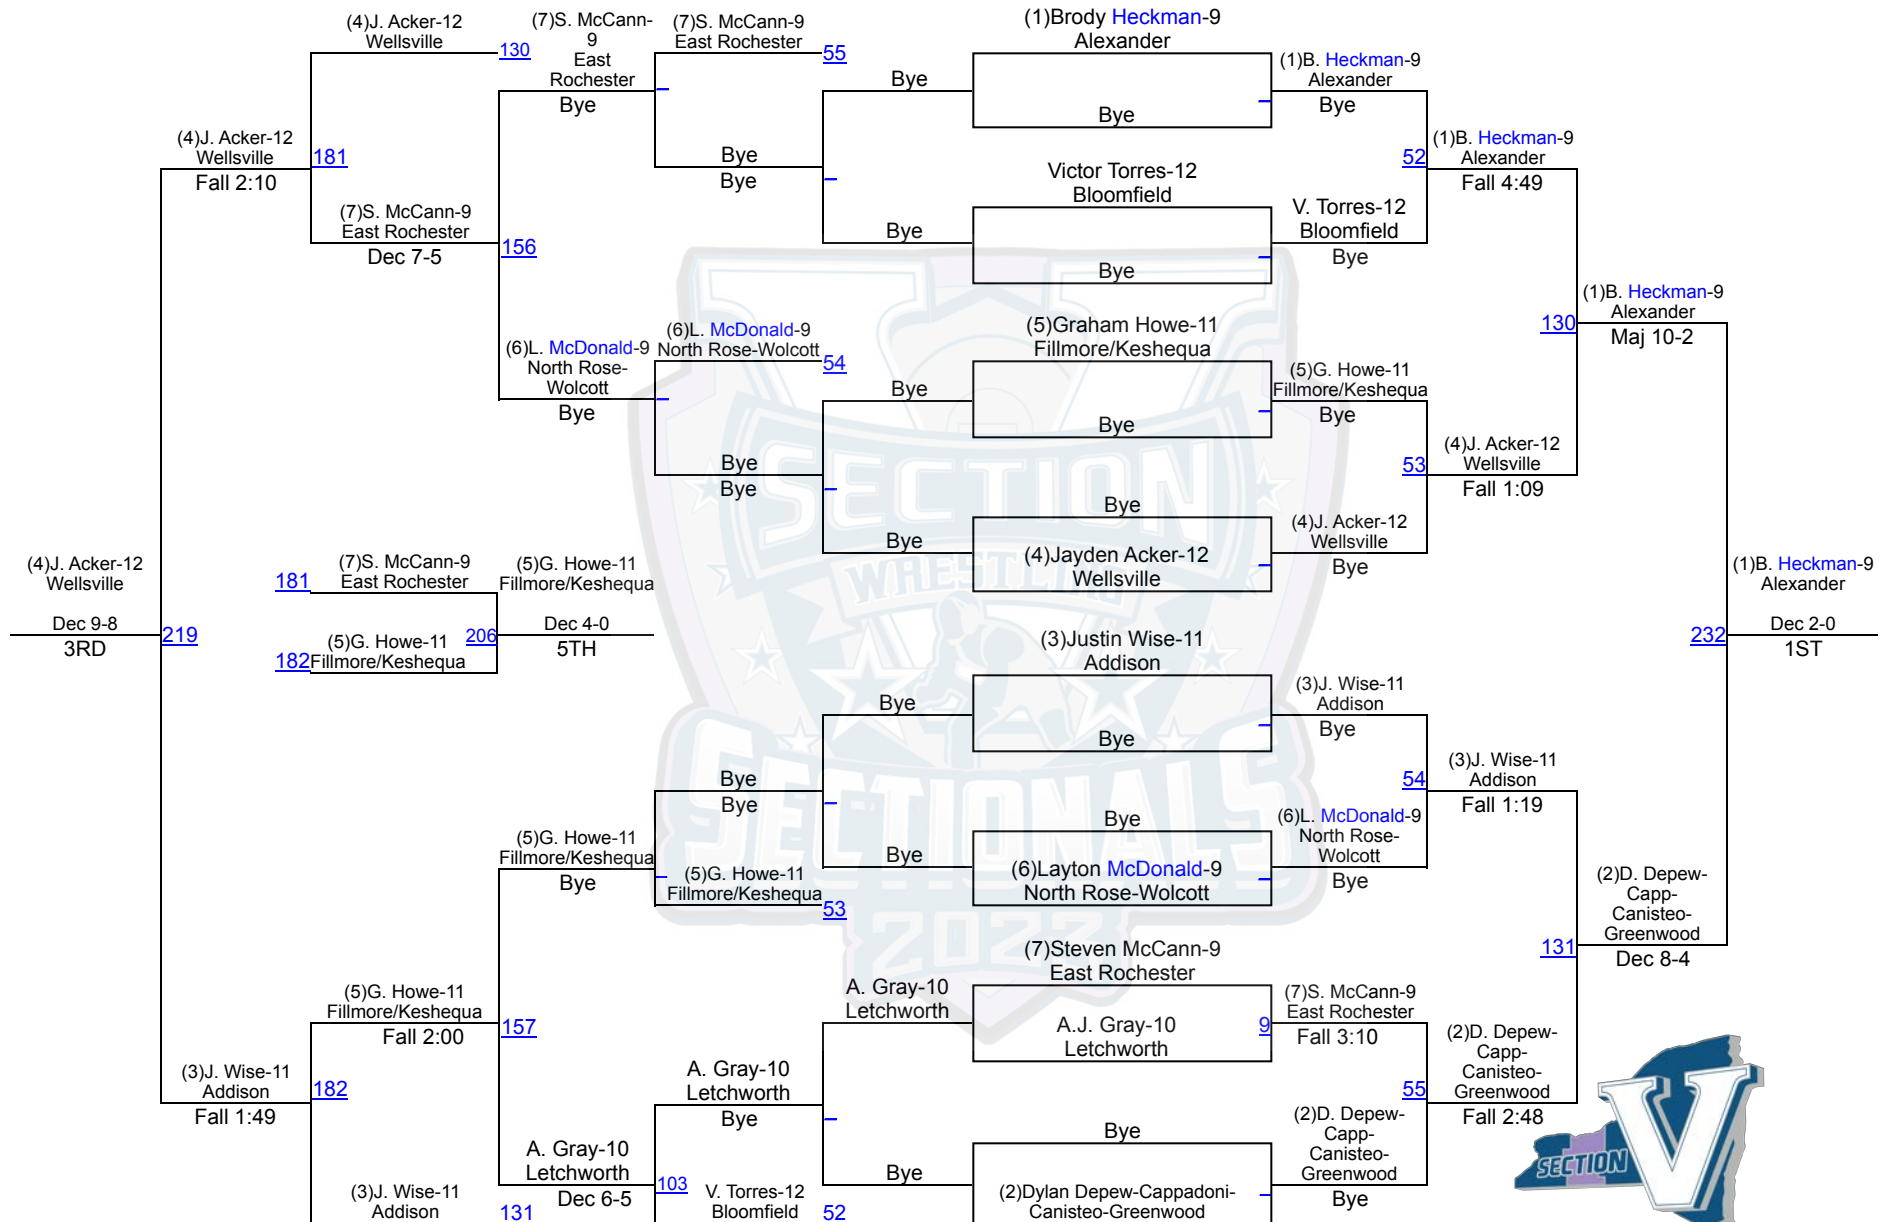 (4)J. Acker-12
Wellsville
130
(7)S. McCann-
9
East
Rochester
Bye
(7)S. McCann-9
East Rochester
55
(1)Brody Heckman-9
Alexander
Bye
Bye
(1)B. Heckman-9
Alexander
Bye
(4)J. Acker-12
Wellsville
Fall 2:10
181
Bye
Bye
Victor Torres-12
Bloomfield
52
(1)B. Heckman-9
Alexander
Fall 4:49
(7)S. McCann-9
East Rochester
Dec 7-5
156
Bye
Bye
V. Torres-12
Bloomfield
Bye
(6)L. McDonald-9
North Rose-
Wolcott
Bye
(6)L. McDonald-9
North Rose-Wolcott
54
(5)Graham Howe-11
Fillmore/Keshequa
Bye
Bye
(5)G. Howe-11
Fillmore/Keshequa
Bye
130
(1)B. Heckman-9
Alexander
Maj 10-2
Bye
Bye
53
(4)J. Acker-12
Wellsville
Fall 1:09
Bye
Bye
(4)Jayden Acker-12
Wellsville
(4)J. Acker-12
Wellsville
Bye
(4)J. Acker-12
Wellsville
Dec 9-8
3RD
219
181
(7)S. McCann-9
East Rochester
182
(5)G. Howe-11
Fillmore/Keshequa
206
(5)G. Howe-11
Fillmore/Keshequa
Dec 4-0
5TH
232
(1)B. Heckman-9
Alexander
Dec 2-0
1ST
SECTION
WRESTLING
SECTIONALS
2023
(3)Justin Wise-11
Addison
Bye
Bye
(3)J. Wise-11
Addison
Bye
Bye
Bye
54
(3)J. Wise-11
Addison
Fall 1:19
(5)G. Howe-11
Fillmore/Keshequa
Bye
(5)G. Howe-11
Fillmore/Keshequa
53
Bye
Bye
(6)Layton McDonald-9
North Rose-Wolcott
(6)L. McDonald-9
North Rose-
Wolcott
Bye
131
(2)D. Depew-
Capp-
Canisteo-
Greenwood
Dec 8-4
(7)Steven McCann-9
East Rochester
A. Gray-10
Letchworth
A.J. Gray-10
Letchworth
9
(7)S. McCann-9
East Rochester
Fall 3:10
(5)G. Howe-11
Fillmore/Keshequa
Fall 2:00
157
(3)J. Wise-11
Addison
Fall 1:49
182
A. Gray-10
Letchworth
Bye
55
(2)D. Depew-
Capp-
Canisteo-
Greenwood
Fall 2:48
Bye
Bye
(2)Dylan Depew-Cappadoni-
Canisteo-Greenwood
(2)D. Depew-
Capp-
Canisteo-
Greenwood
Bye
(3)J. Wise-11
Addison
131
A. Gray-10
Letchworth
Dec 6-5
103
V. Torres-12
Bloomfield
52
SECTION
V